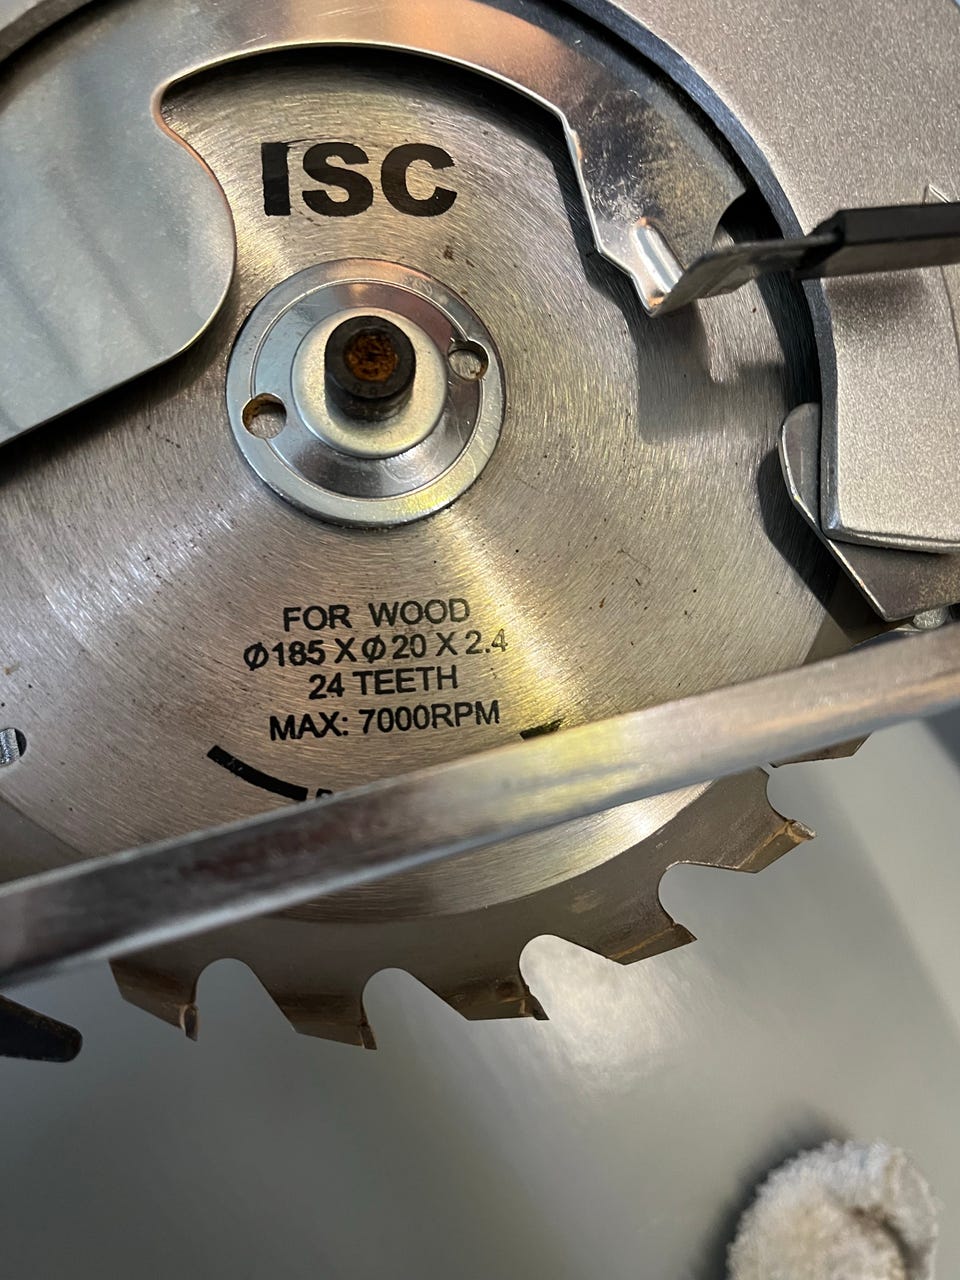 ISC
FOR WOOD
Ø185 X Ø20 X 2.4
24 TEETH
MAX: 7000RPM